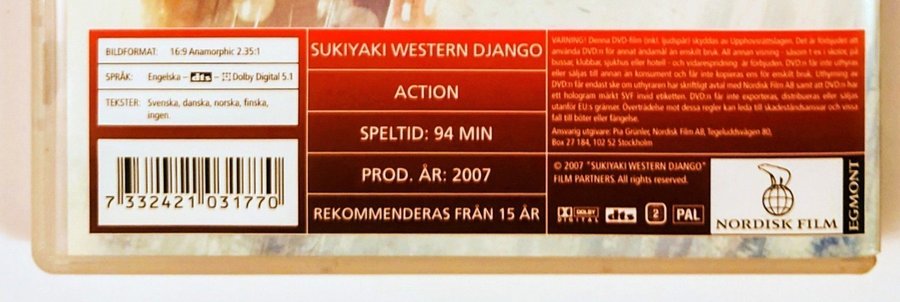 BILDFORMAT: 16:9 Anamorphic 2.35:1
SPRÅK: Engelska – dts – Dolby Digital 5.1
TEXTER: Svenska, danska, norska, finska,
ingen
7 332421 031770
SUKIYAKI WESTERN DJANGO
ACTION
SPELTID: 94 MIN
PROD. ÅR: 2007
REKOMMENDERAS FRÅN 15 ÅR
VARNING! Denna DVD-film (inkl. ljudspår) skyddas av Upphovsrättslagen. Det är förbjudet att
använda DVD:n för annat ändamål än enskilt bruk. All annan visning - såsom t ex i skolor, på
bussar, klubbar, sjukhus eller hotell - och vidarespridning är förbjuden. DVD:n får inte uthyras
eller säljas till annan än konsument och får inte kopieras ens för enskilt bruk. Uthyrning av
DVD:n får endast ske om uthyraren har skriftligt avtal med Nordisk Film AB samt att DVD:n har
ett hologram märkt SVF invid etiketten. DVD:n får inte exporteras, distribueras eller säljas
utanför EU:s gränser. Överträdelse mot dessa regler kan leda till skadeståndsansvar och vissa
fall till böter eller fängelse.
Ansvarig utgivare: Pia Grünler, Nordisk Film AB, Tegeluddsvägen 80,
Box 27 184, 102 52 Stockholm
© 2007 "SUKIYAKI WESTERN DJANGO"
FILM PARTNERS. All rights reserved.
DOLBY
DIGITAL
dts
2
PAL
NORDISK FILM
EGMONT